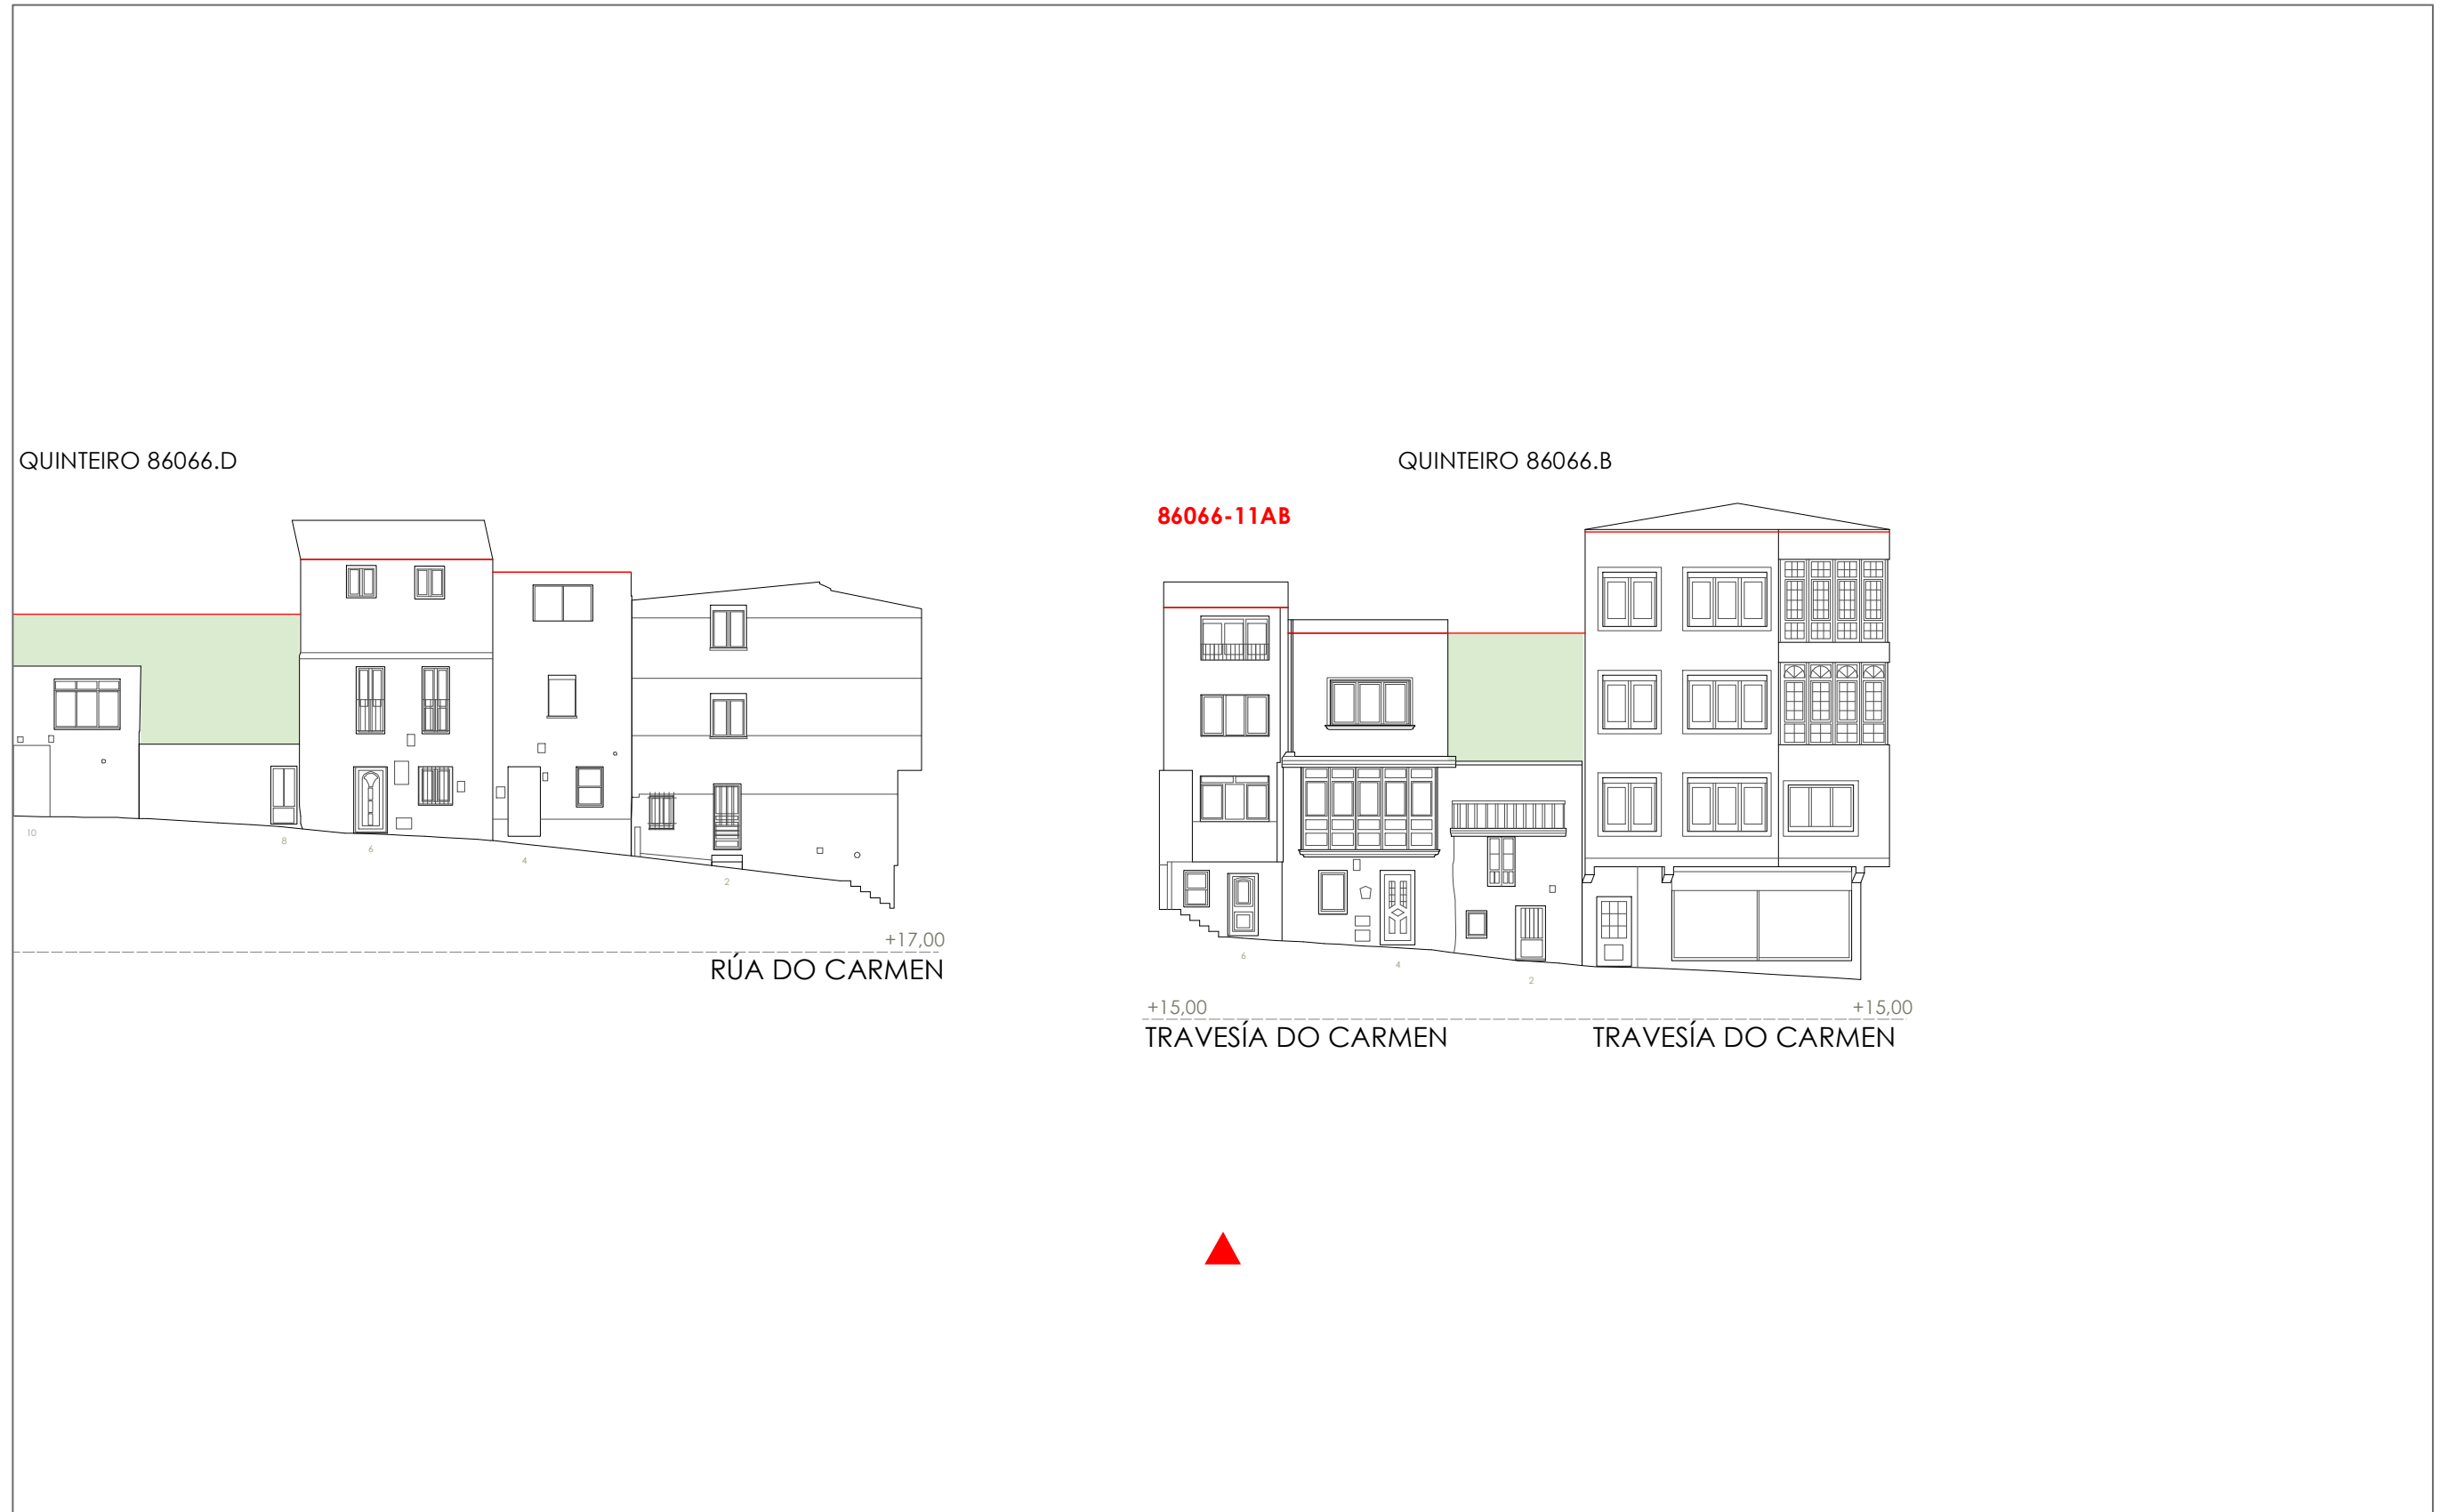 QUINTEIRO 86066.D
10
8
6
4
2
+17,00
RÚA DO CARMEN
QUINTEIRO 86066.B
86066-11AB
6
4
2
+15,00
+15,00
TRAVESÍA DO CARMEN
TRAVESÍA DO CARMEN